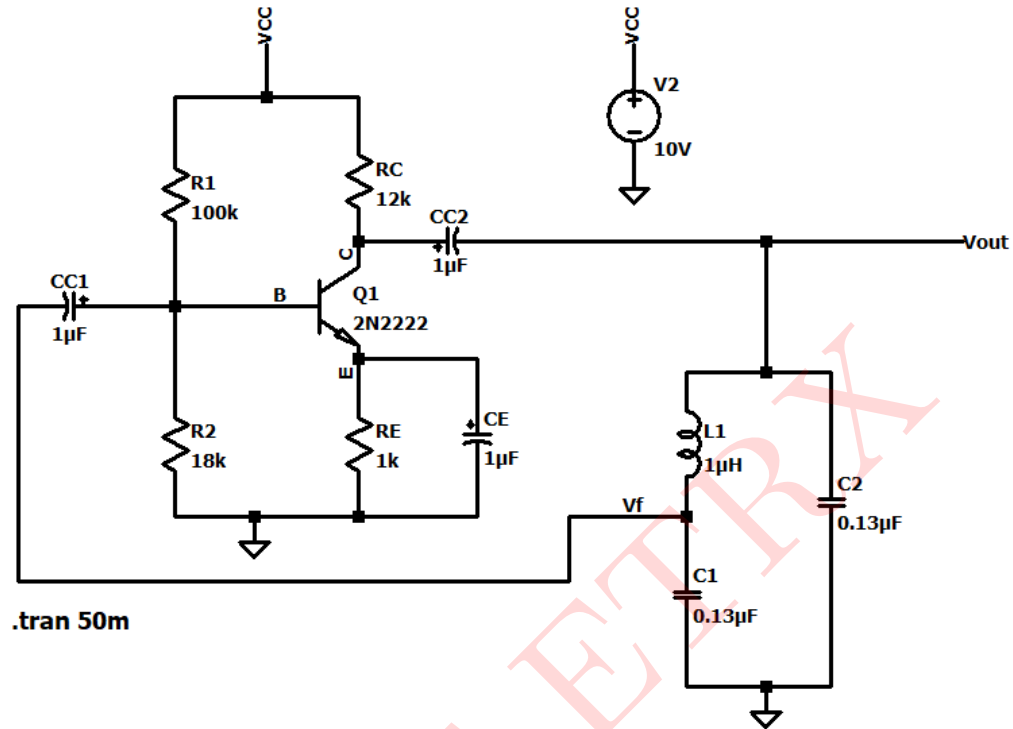 VCC
VCC
V2
10V
R1
100k
RC
12k
CC2
1µF
C
Vout
CC1
1µF
B
Q1
2N2222
E
R2
18k
RE
1k
CE
1µF
L1
1µH
C2
0.13µF
Vf
C1
0.13µF
.tran 50m
ETRX